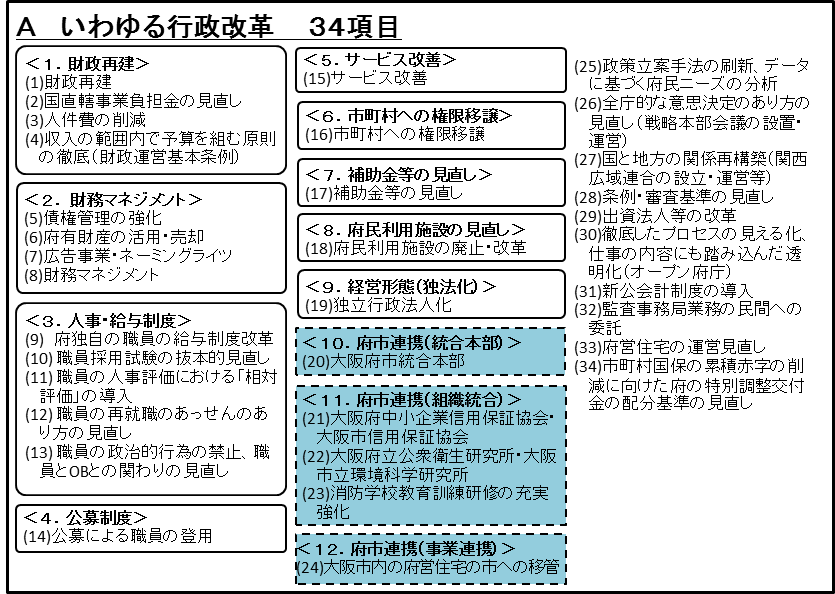 A　いわゆる行政改革　34項目
＜1．財政再建＞
(1)財政再建
(2)国直轄事業負担金の見直し
(3)人件費の削減
(4)収入の範囲内で予算を組む原則
の徹底（財政運営基本条例）
＜2．財務マネジメント＞
(5)債権管理の強化
(6)府有財産の活用・売却
(7)広告事業・ネーミングライツ
(8)財務マネジメント
＜3．人事・給与制度＞
(9)　府独自の職員の給与制度改革
(10) 職員採用試験の抜本的見直し
(11) 職員の人事評価における「相対
評価」の導入
(12) 職員の再就職のあっせんのあ
り方の見直し
(13) 職員の政治的行為の禁止、職
員とOBとの関わりの見直し
＜4．公募制度＞
(14)公募による職員の登用
＜5．サービス改善＞
(15)サービス改善
＜6．市町村への権限移譲＞
(16)市町村への権限移譲
＜7．補助金等の見直し＞
(17)補助金等の見直し
＜8．府民利用施設の見直し＞
(18)府民利用施設の廃止・改革
＜9．経営形態(独法化)＞
(19)独立行政法人化
＜10．府市連携(統合本部)＞
(20)大阪府市統合本部
＜11．府市連携(組織統合)＞
(21)大阪府中小企業信用保証協会・
大阪市信用保証協会
(22)大阪府立公衆衛生研究所・大阪
市立環境科学研究所
(23)消防学校教育訓練研修の充実
強化
＜12．府市連携(事業連携)＞
(24)大阪市内の府営住宅の市への移管
(25)政策立案手法の刷新、データ
に基づく府民ニーズの分析
(26)全庁的な意思決定のあり方の
見直し（戦略本部会議の設置・
運営）
(27)国と地方の関係再構築（関西
広域連合の設立・運営等）
(28)条例・審査基準の見直し
(29)出資法人等の改革
(30)徹底したプロセスの見える化、
仕事の内容にも踏み込んだ透
明化（オープン府庁）
(31)新公会計制度の導入
(32)監査事務局業務の民間への
委託
(33)府営住宅の運営見直し
(34)市町村国保の累積赤字の削
減に向けた府の特別調整交付
金の配分基準の見直し